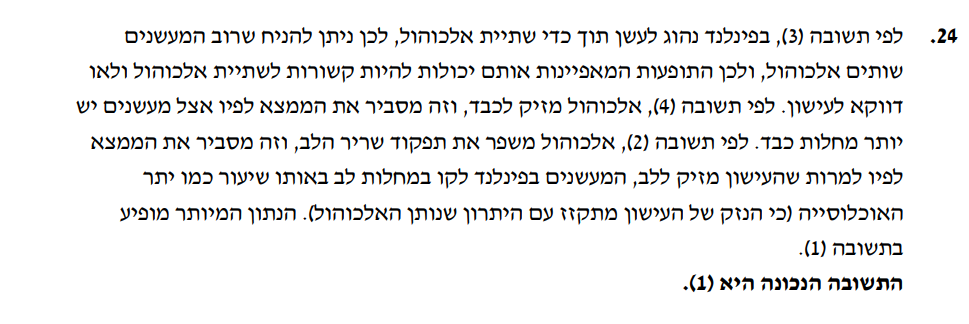 24. לפי תשובה (3), בפינלנד נהוג לעשן תוך כדי שתיית אלכוהול, לכן ניתן להניח שרוב המעשנים
שותים אלכוהול, ולכן התופעות המאפיינות אותם יכולות להיות קשורות לשתיית אלכוהול ולאו
דווקא לעישון. לפי תשובה (4), אלכוהול מזיק לכבד, וזה מסביר את הממצא לפיו אצל מעשנים יש
יותר מחלות כבד. לפי תשובה (2), אלכוהול משפר את תפקוד שריר הלב, וזה מסביר את הממצא
לפיו למרות שהעישון מזיק ללב, המעשנים בפינלנד לקו במחלות לב באותו שיעור כמו יתר
האוכלוסייה (כי הנזק של העישון מתקזז עם היתרון שנותן האלכוהול). הנתון המיותר מופיע
בתשובה (1).
התשובה הנכונה היא (1).